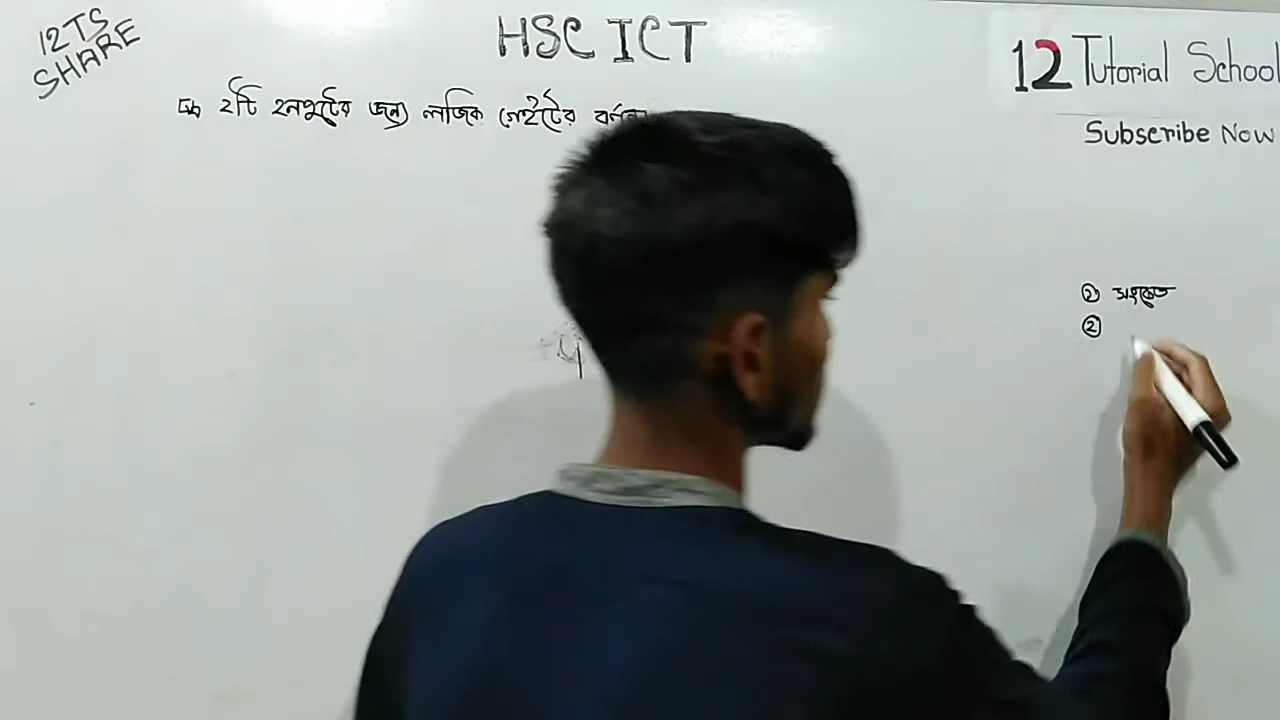 12TS
SHARE
HSC ICT
12 Tutorial School
Subscribe Now
২টি ইনপুটের জন্য লজিক গেইটের
① সংকেত
②